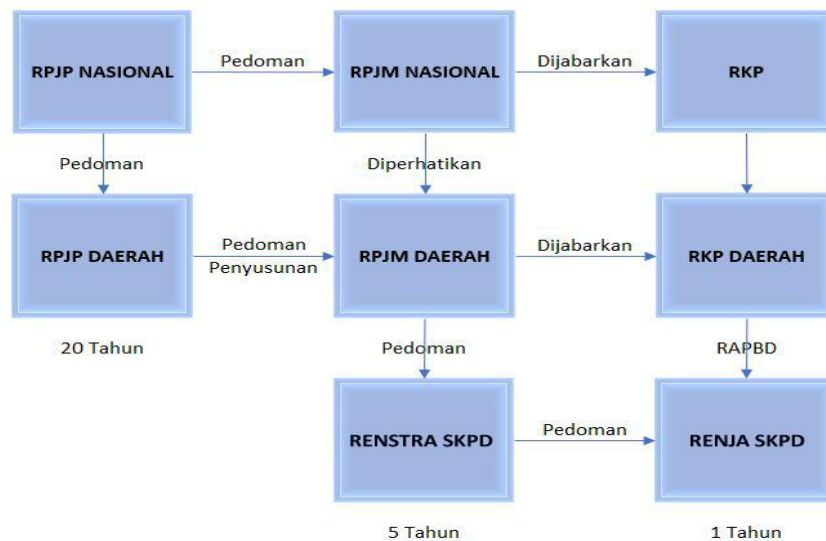 RPJP NASIONAL
Pedoman
RPJM NASIONAL
Dijabarkan
RKP
Pedoman
Diperhatikan
RPJP DAERAH
Pedoman
Penyusunan
RPJM DAERAH
Dijabarkan
RKP DAERAH
20 Tahun
Pedoman
RAPBD
RENSTRA SKPD
Pedoman
RENJA SKPD
5 Tahun
1 Tahun